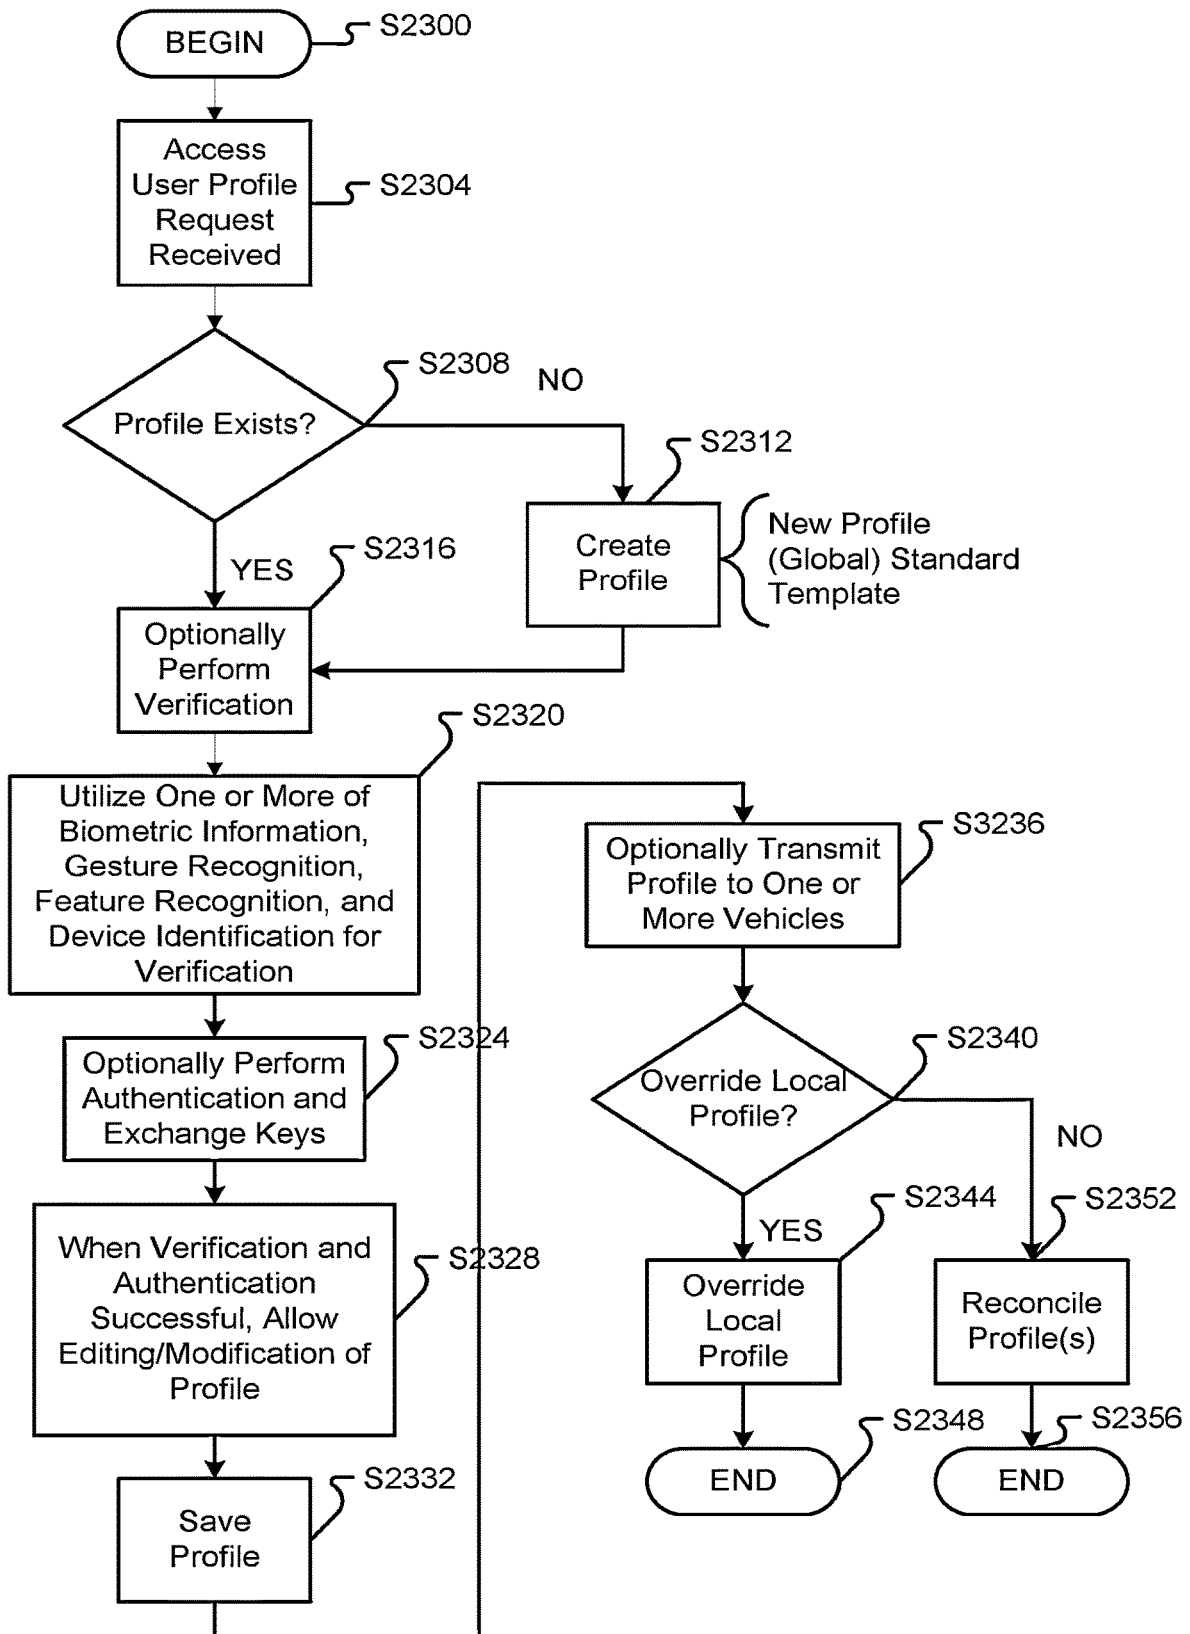 BEGIN
S2300
Access
User Profile
Request
Received
S2304
Profile Exists?
S2308
NO
S2312
Create
Profile
New Profile
(Global) Standard
Template
YES
S2316
Optionally
Perform
Verification
S2320
Utilize One or More of
Biometric Information,
Gesture Recognition,
Feature Recognition, and
Device Identification for
Verification
S2324
Optionally Perform
Authentication and
Exchange Keys
S2328
When Verification and
Authentication
Successful, Allow
Editing/Modification of
Profile
S2332
Save
Profile
S3236
Optionally Transmit
Profile to One or
More Vehicles
S2340
Override Local
Profile?
NO
YES
S2344
Override
Local
Profile
S2352
Reconcile
Profile(s)
S2348
END
S2356
END